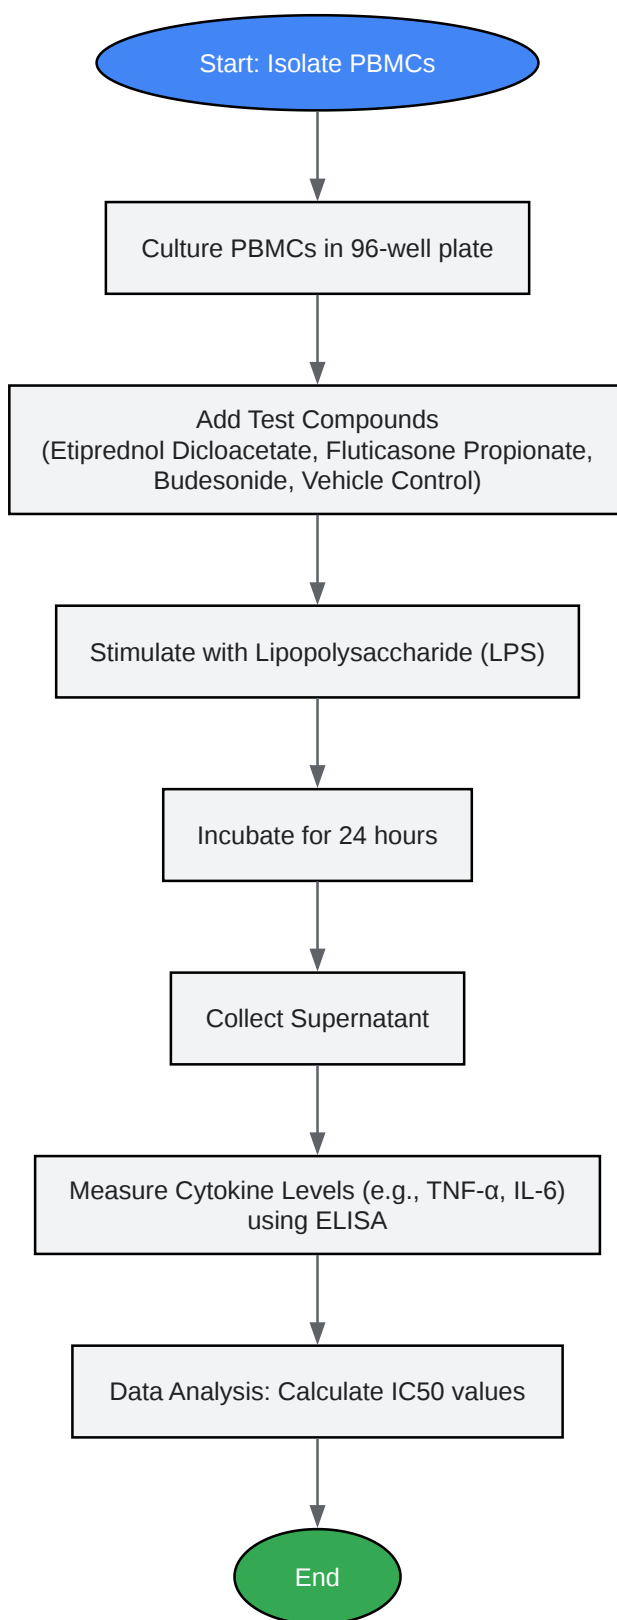 Start: Isolate PBMCs
Culture PBMCs in 96-well plate
Add Test Compounds
(Etiprednol Dicloacetate, Fluticasone Propionate,
Budesonide, Vehicle Control)
Stimulate with Lipopolysaccharide (LPS)
Incubate for 24 hours
Collect Supernatant
Measure Cytokine Levels (e.g., TNF-α, IL-6)
using ELISA
Data Analysis: Calculate IC50 values
End